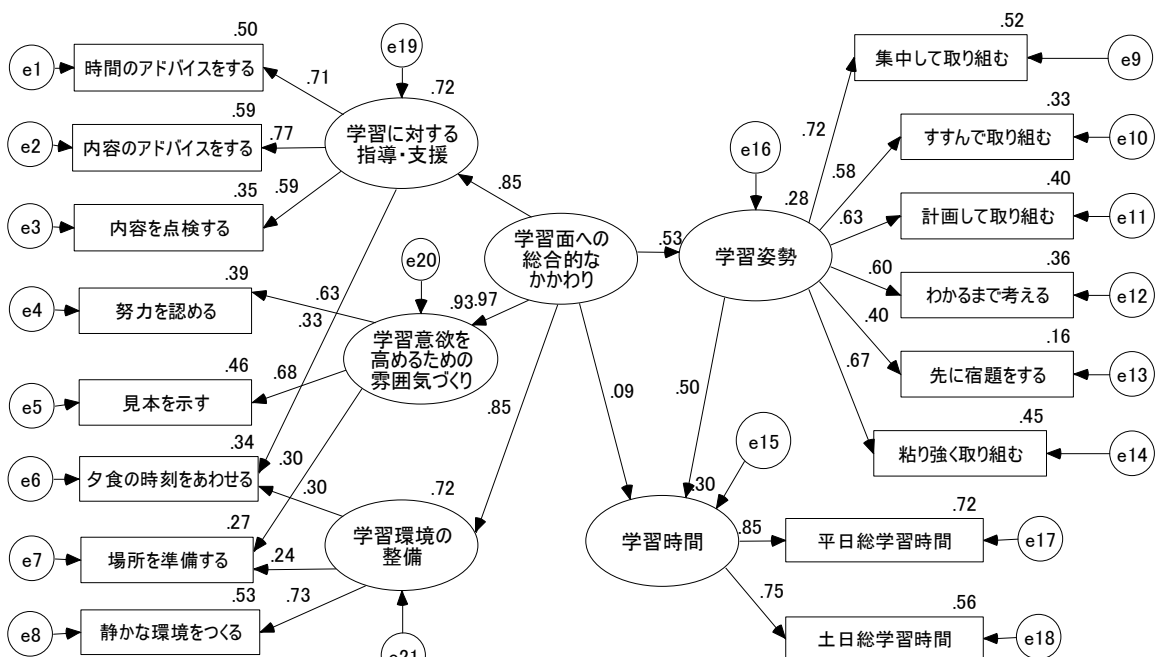 .50
e1
時間のアドバイスをする
.71
e19
.72
学習に対する
指導・支援
.59
e2
内容のアドバイスをする
.77
.35
.59
e3
内容を点検する
.85
学習面への
総合的な
かかわり
.53
e16
.28
学習姿勢
.52
集中して取り組む
e9
.72
.33
すすんで取り組む
e10
.58
.40
計画して取り組む
e11
.63
.36
わかるまで考える
e12
.60
.16
先に宿題をする
e13
.40
.45
粘り強く取り組む
e14
.67
.39
e4
努力を認める
.63
.33
e20
.93
.97
学習意欲を
高めるための
雰囲気づくり
.46
e5
見本を示す
.68
.34
e6
夕食の時刻をあわせる
.30
.30
.85
.09
.50
e15
.30
学習時間
.27
e7
場所を準備する
.24
.72
学習環境の
整備
.53
e8
静かな環境をつくる
.73
e21
.85
.72
平日総学習時間
e17
.75
.56
土日総学習時間
e18